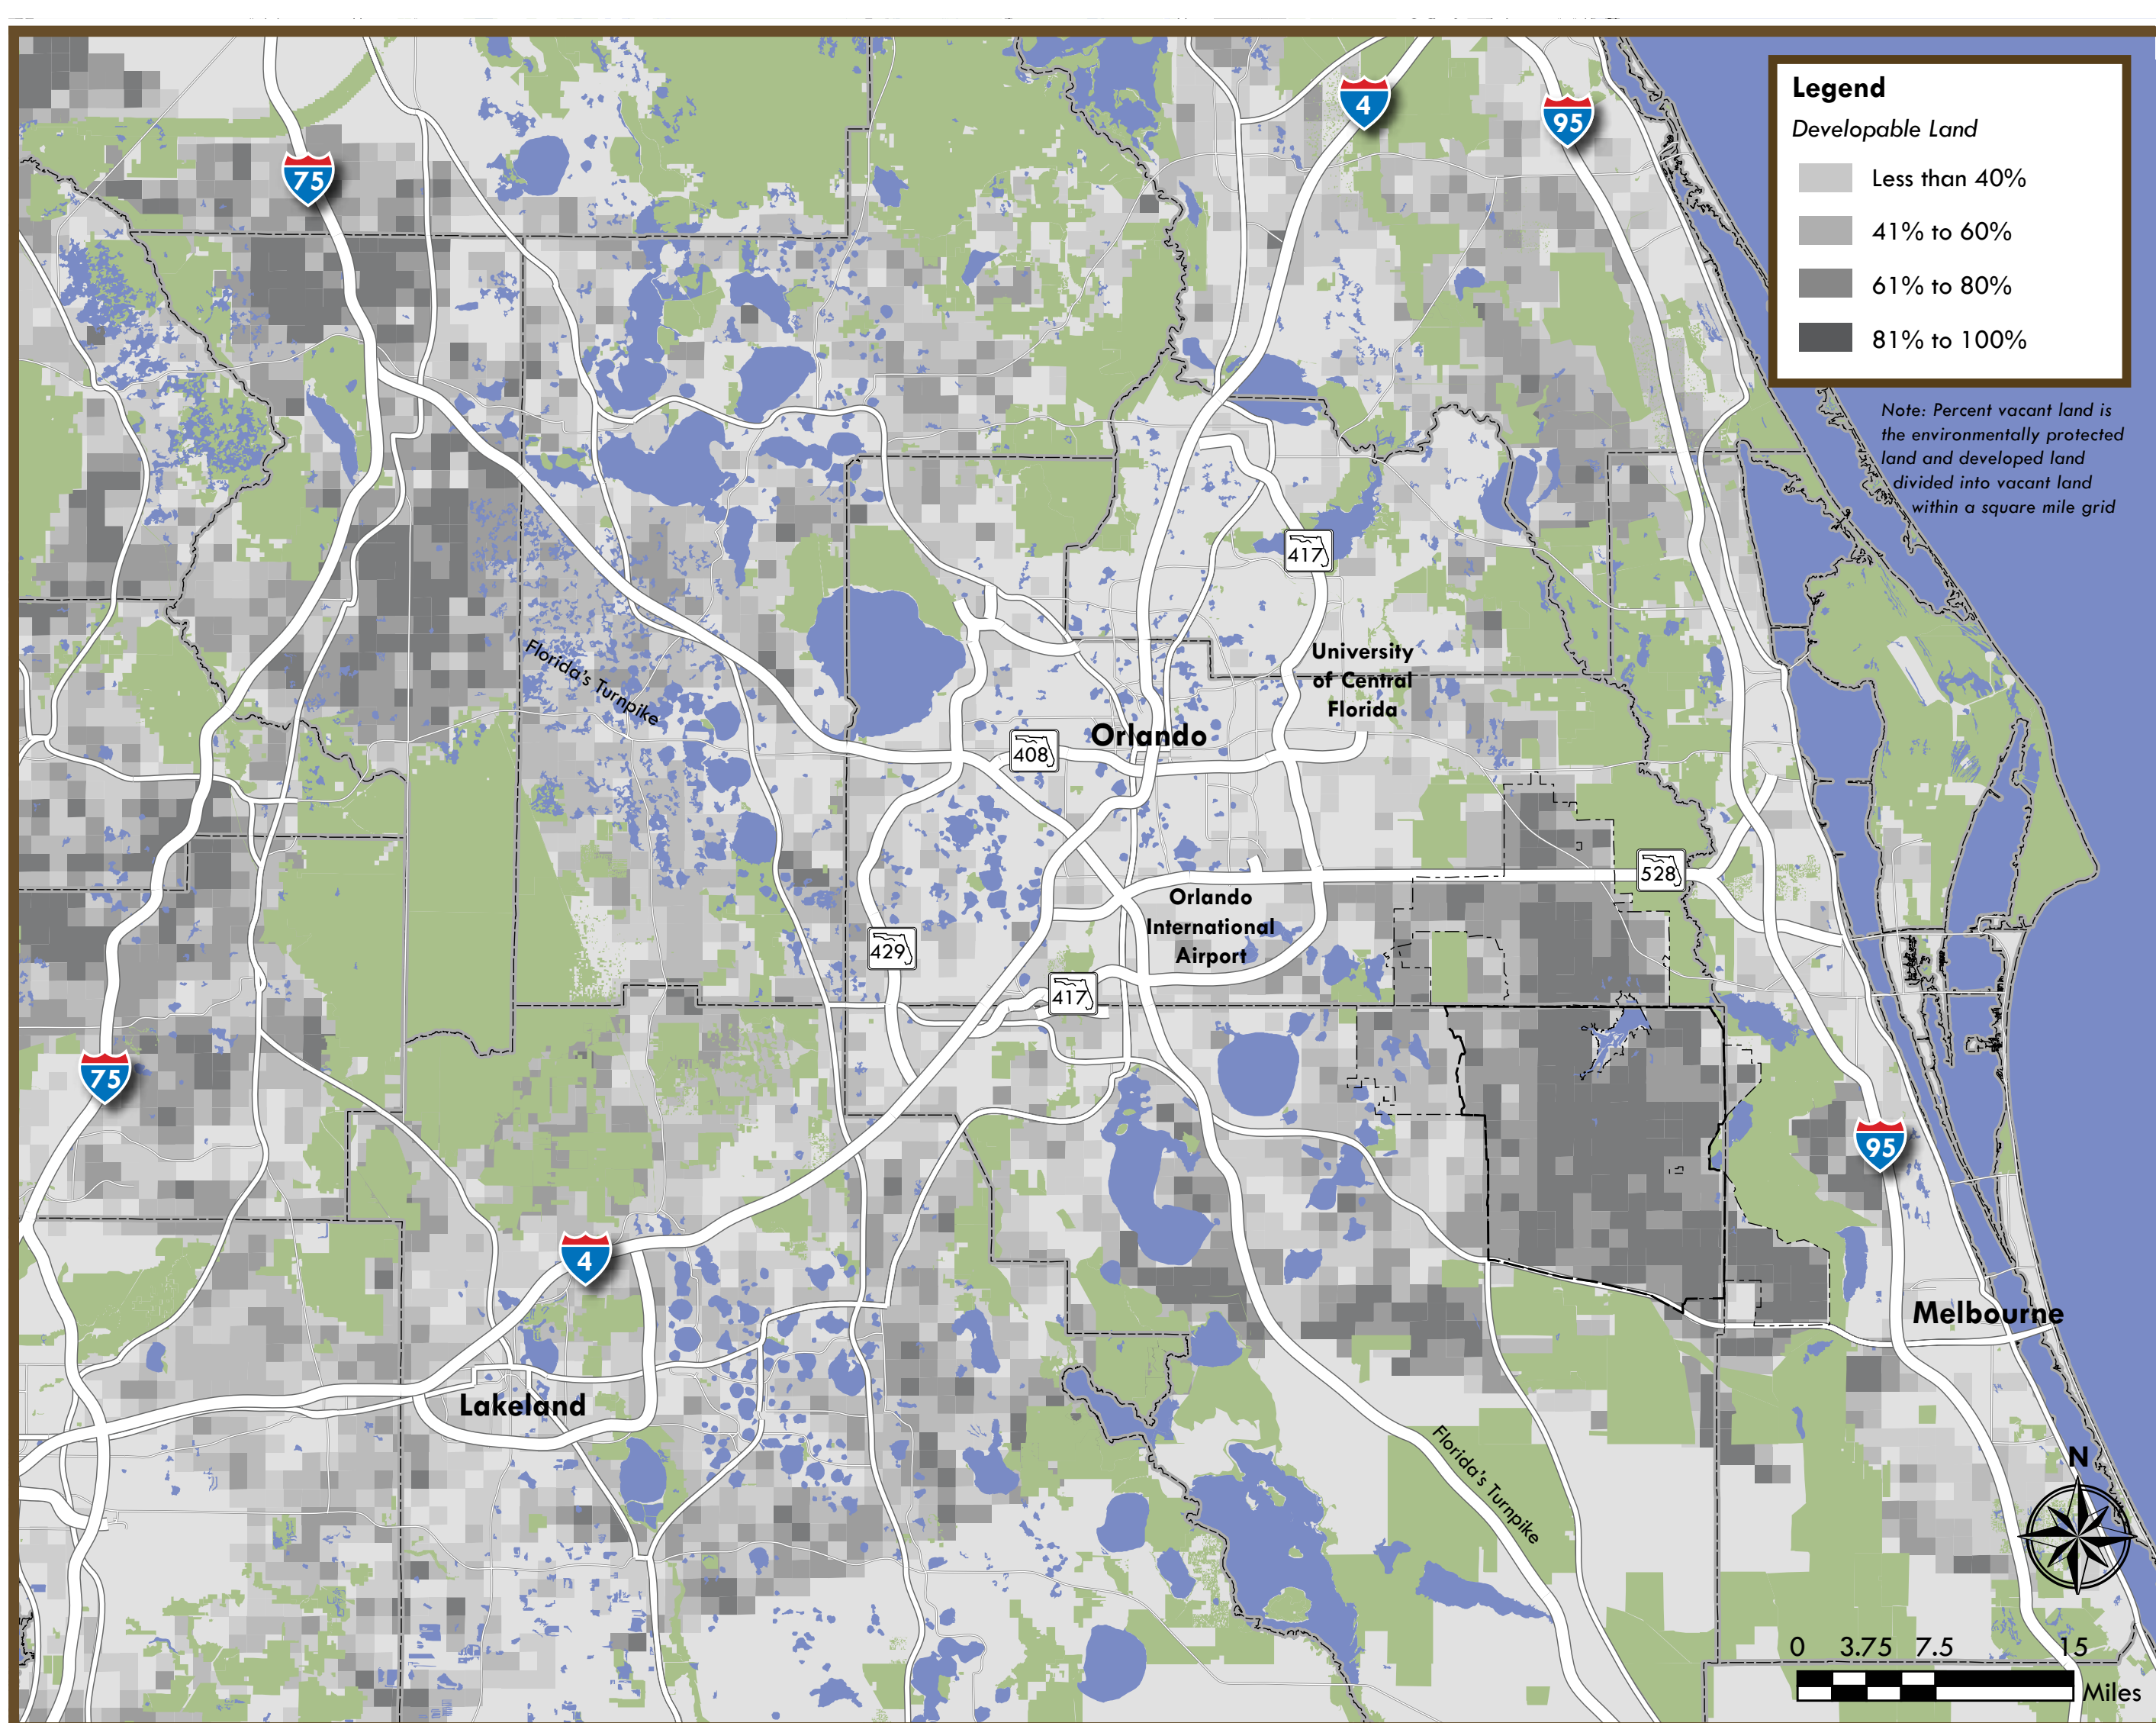 4
95
Legend
Developable Land
Less than 40%
41% to 60%
61% to 80%
81% to 100%
75
Note: Percent vacant land is
the environmentally protected
land and developed land
divided into vacant land
within a square mile grid
417
University
of Central
Florida
Florida's Turnpike
Orlando
408
528
Orlando
International
Airport
429
417
75
95
4
Melbourne
Lakeland
Florida's Turnpike
N
0 3.75 7.5 15
Miles